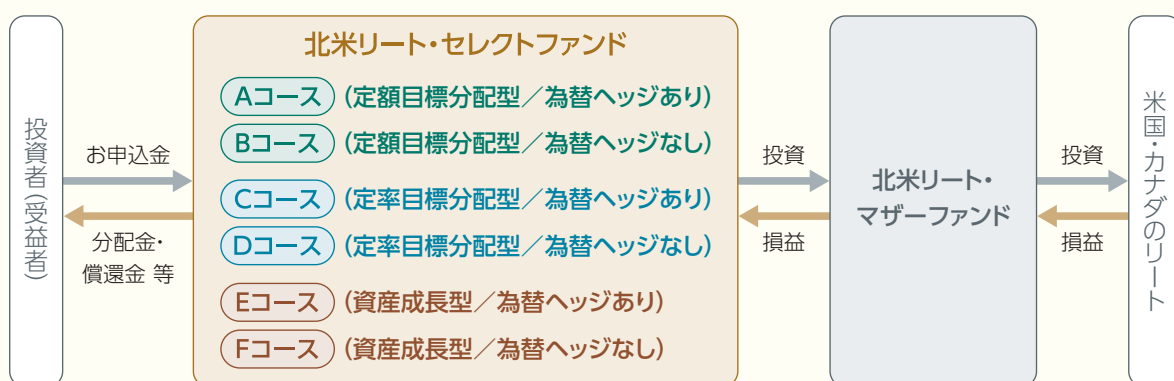 投資者(受益者)
お申込金
分配金・
償還金 等
北米リート・セレクトファンド
Aコース (定額目標分配型／為替ヘッジあり)
Bコース (定額目標分配型／為替ヘッジなし)
Cコース (定率目標分配型／為替ヘッジあり)
Dコース (定率目標分配型／為替ヘッジなし)
Eコース (資産成長型／為替ヘッジあり)
Fコース (資産成長型／為替ヘッジなし)
投資
損益
北米リート・
マザーファンド
投資
損益
米国・カナダのリート